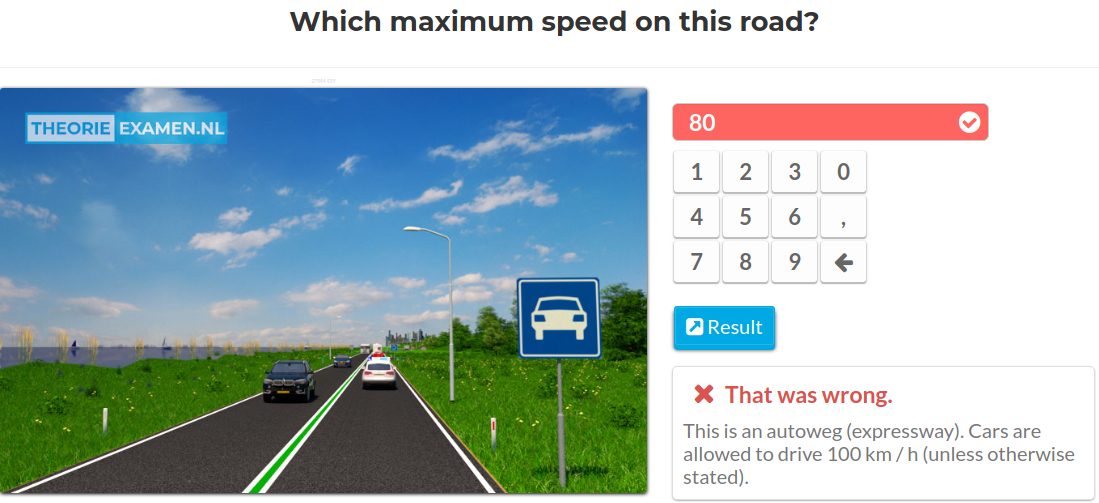 Which maximum speed on this road?
THEORIE EXAMEN.NL
80
1 2 3 0
4 5 6 ,
7 8 9
Result
That was wrong.
This is an autoweg (expressway). Cars are
allowed to drive 100 km / h (unless otherwise
stated).